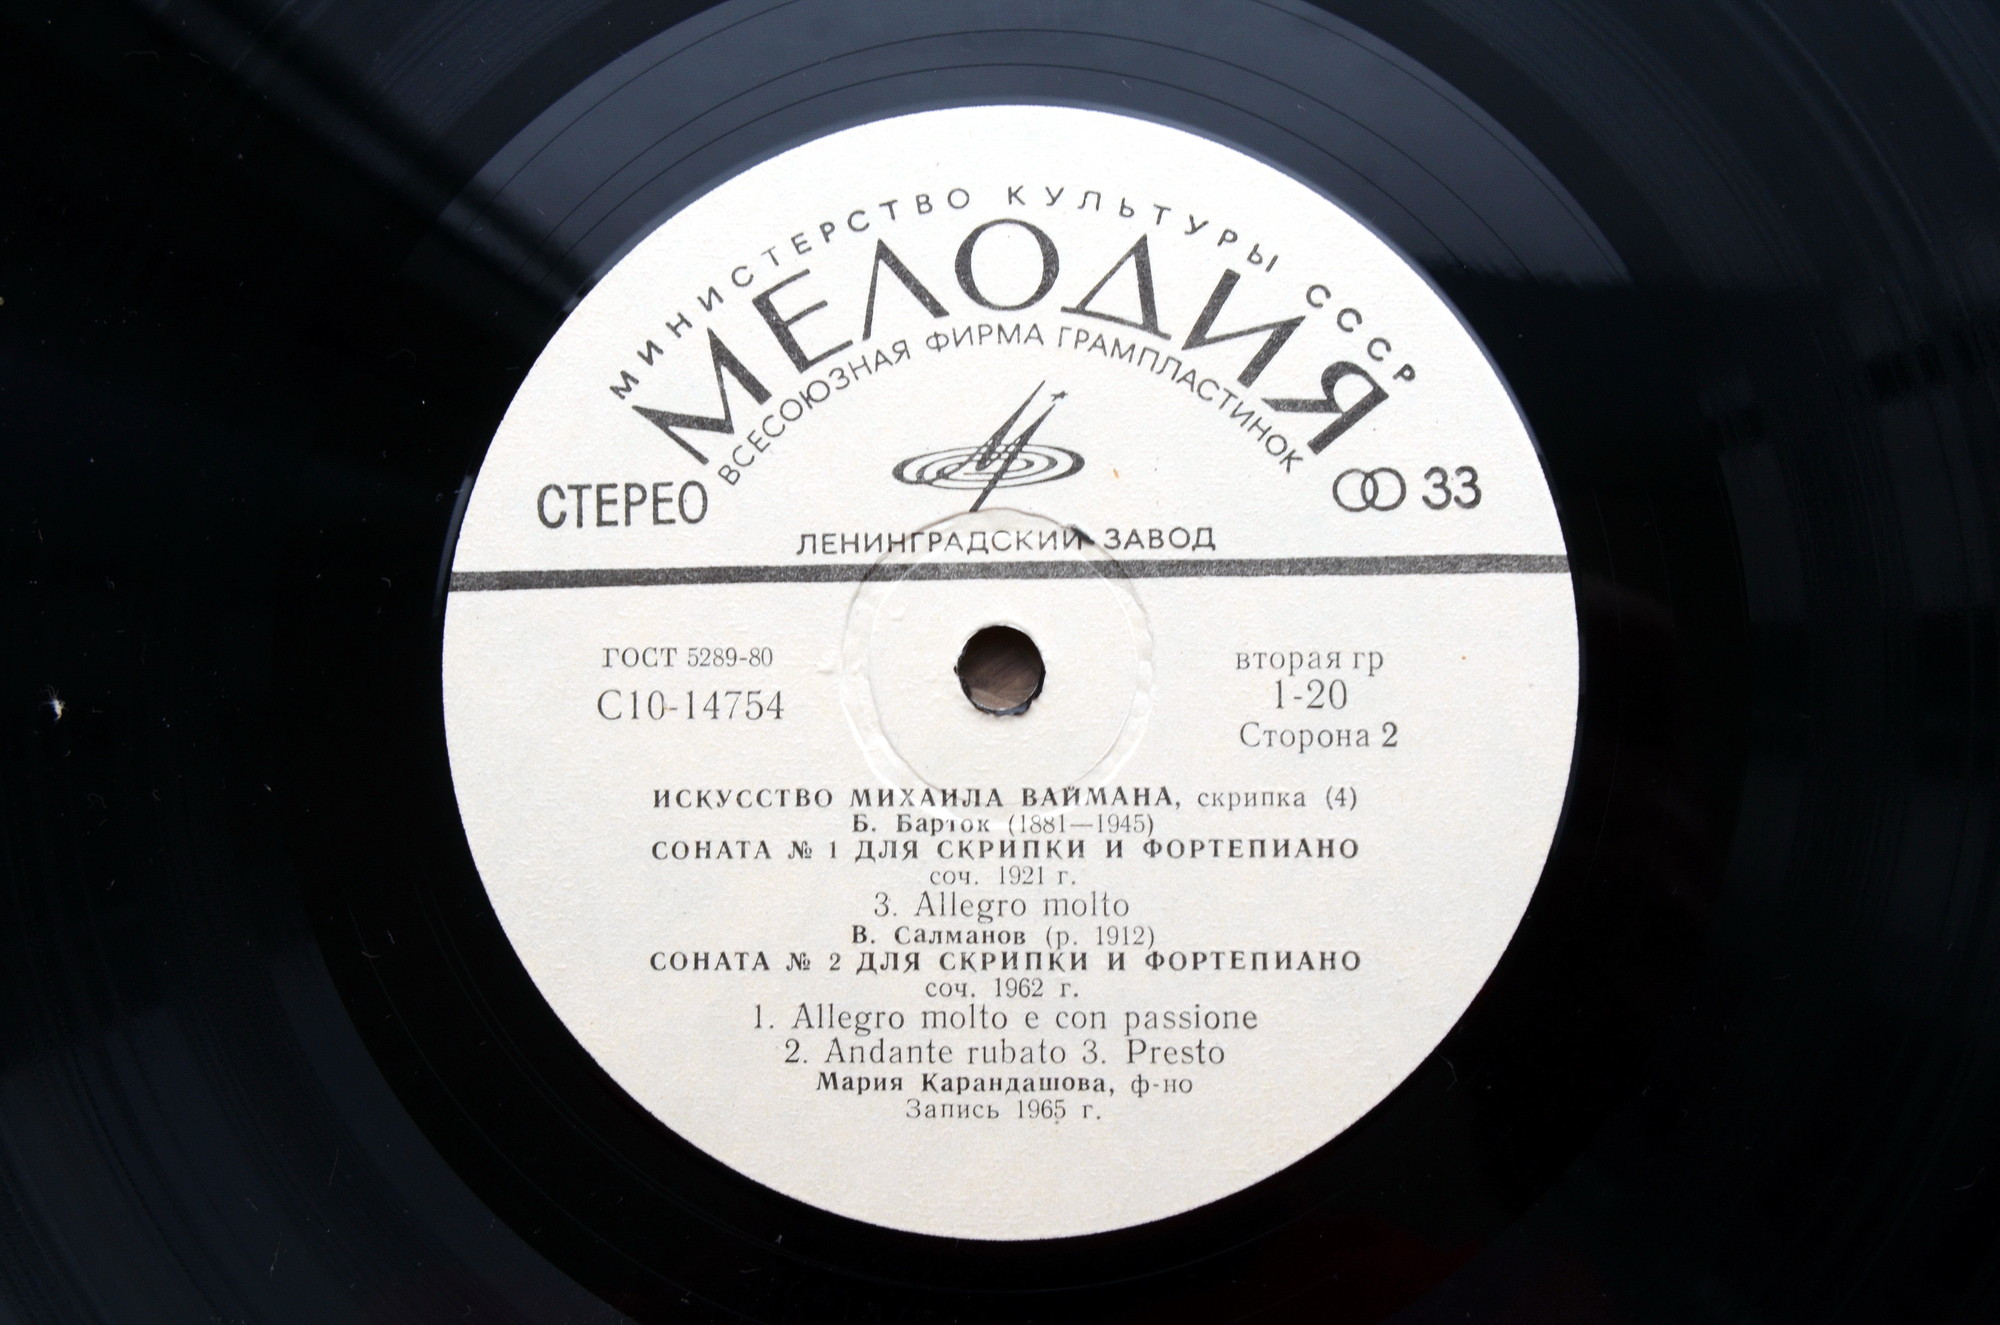 МИНИСТЕРСТВО КУЛЬТУРЫ СССР
МЕЛОДИЯ
ВСЕСОЮЗНАЯ ФИРМА ГРАМПЛАСТИНОК
СТЕРЕО
33
ЛЕНИНГРАДСКИЙ ЗАВОД
ГОСТ 5289-80
С10-14754
вторая гр
1-20
Сторона 2
ИСКУССТВО МИХАИЛА ВАЙМАНА, скрипка (4)
Б. Барток (1881—1945)
СОНАТА № 1 ДЛЯ СКРИПКИ И ФОРТЕПИАНО
соч. 1921 г.
3. Allegro molto
В. Салманов (р. 1912)
СОНАТА № 2 ДЛЯ СКРИПКИ И ФОРТЕПИАНО
соч. 1962 г.
1. Allegro molto e con passione
2. Andante rubato 3. Presto
Мария Карандашова, ф-но
Запись 1965 г.